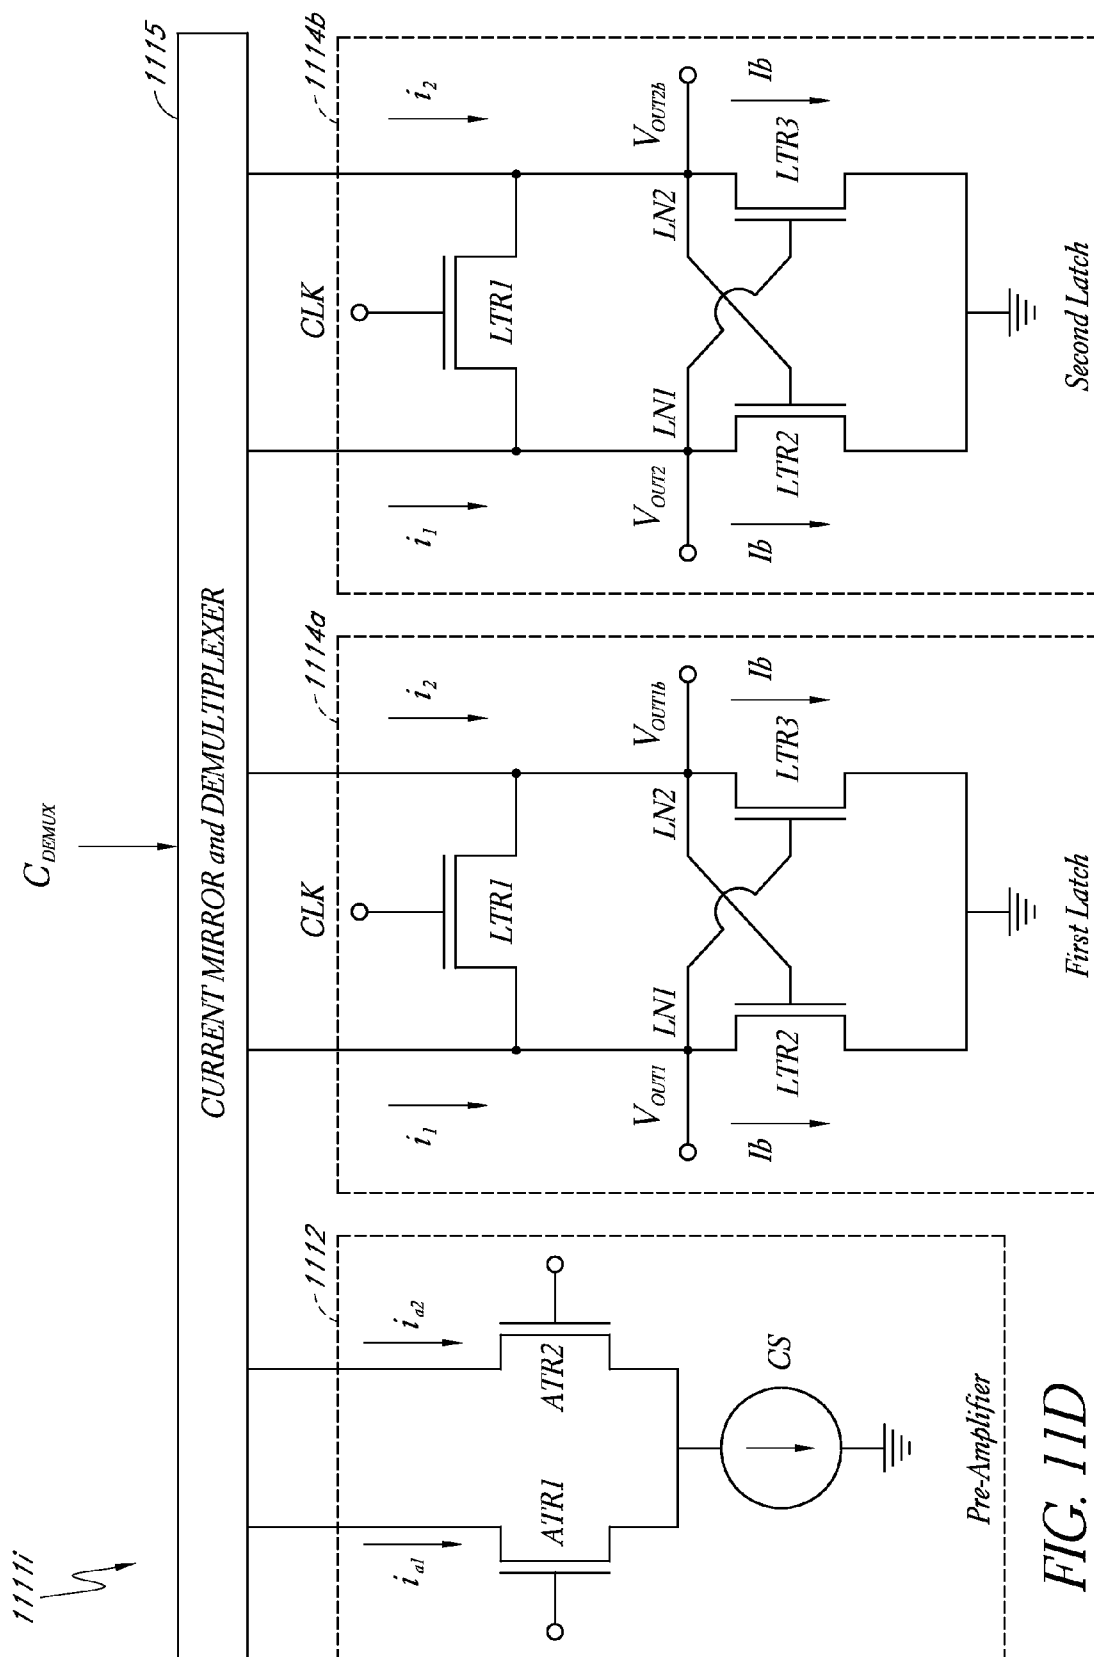 1111i
C_DEMUX
1115
CURRENT MIRROR and DEMULTIPLEXER
1112
i_a1
i_a2
ATR1
ATR2
CS
Pre-Amplifier
1114a
CLK
i_1
i_2
LTR1
V_OUT1
LN1
LN2
V_OUT1b
Ib
LTR2
LTR3
Ib
First Latch
1114b
CLK
i_1
i_2
LTR1
V_OUT2
LN1
LN2
V_OUT2b
Ib
LTR2
LTR3
Ib
Second Latch
FIG. 11D